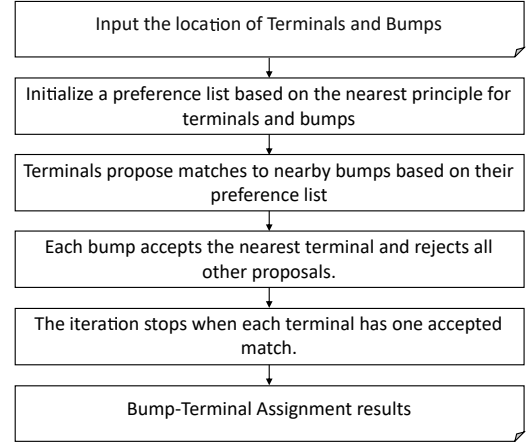 Input the location of Terminals and Bumps
Initialize a preference list based on the nearest principle for
terminals and bumps
Terminals propose matches to nearby bumps based on their
preference list
Each bump accepts the nearest terminal and rejects all
other proposals.
The iteration stops when each terminal has one accepted
match.
Bump-Terminal Assignment results